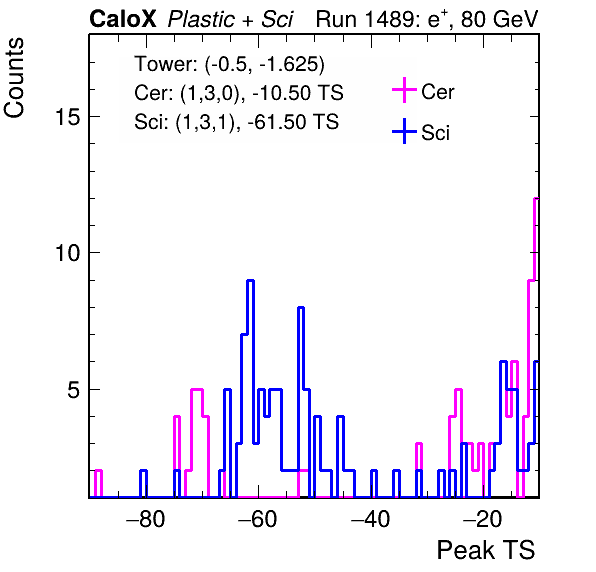 CaloX Plastic + Sci Run 1489: e⁺, 80 GeV
Counts
Tower: (-0.5, -1.625)
Cer: (1,3,0), -10.50 TS
Sci: (1,3,1), -61.50 TS
Cer
Sci
15
10
5
−80 −60 −40 −20
Peak TS